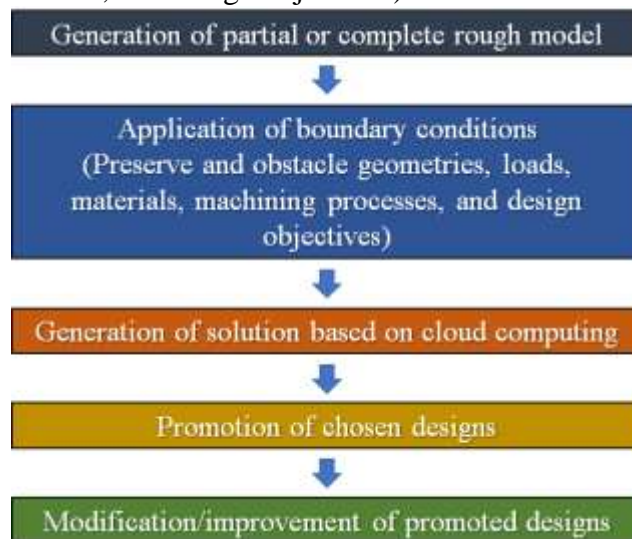 Generation of partial or complete rough model
Application of boundary conditions
(Preserve and obstacle geometries, loads,
materials, machining processes, and design
objectives)
Generation of solution based on cloud computing
Promotion of chosen designs
Modification/improvement of promoted designs